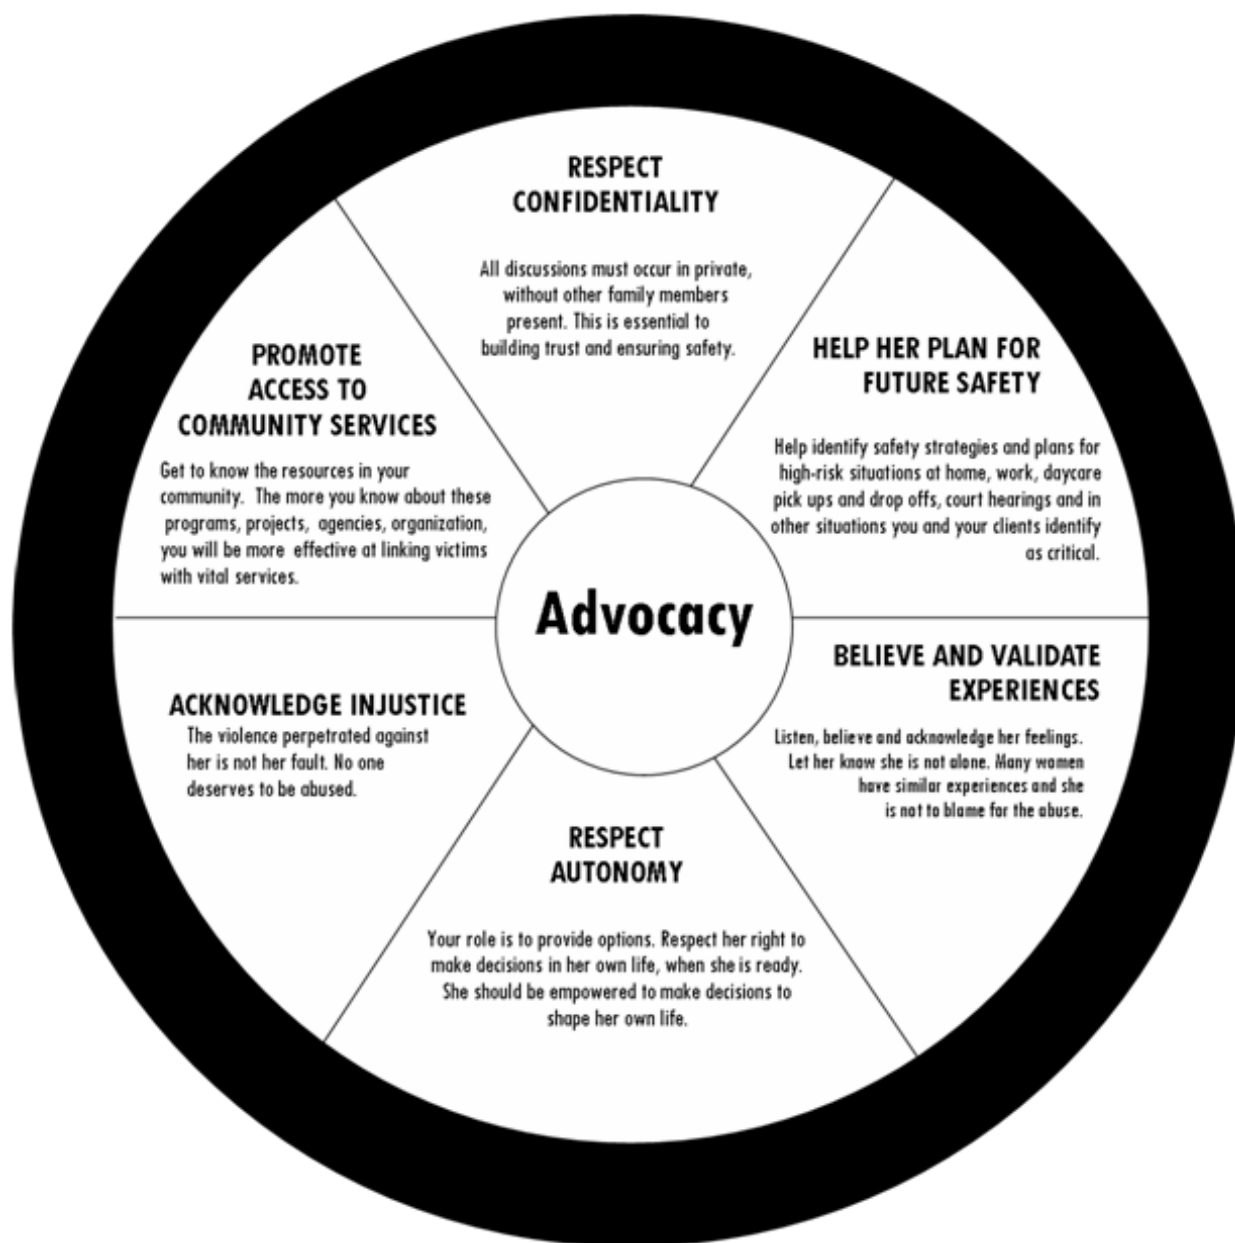 RESPECT
CONFIDENTIALITY
All discussions must occur in private,
without other family members
present. This is essential to
building trust and ensuring safety.
HELP HER PLAN FOR
FUTURE SAFETY
Help identify safety strategies and plans for
high-risk situations at home, work, daycare
pick ups and drop offs, court hearings and in
other situations you and your clients identify
as critical.
BELIEVE AND VALIDATE
EXPERIENCES
Listen, believe and acknowledge her feelings.
Let her know she is not alone. Many women
have similar experiences and she
is not to blame for the abuse.
RESPECT
AUTONOMY
Your role is to provide options. Respect her right to
make decisions in her own life, when she is ready.
She should be empowered to make decisions to
shape her own life.
ACKNOWLEDGE INJUSTICE
The violence perpetrated against
her is not her fault. No one
deserves to be abused.
PROMOTE
ACCESS TO
COMMUNITY SERVICES
Get to know the resources in your
community. The more you know about these
programs, projects, agencies, organization,
you will be more effective at linking victims
with vital services.
Advocacy